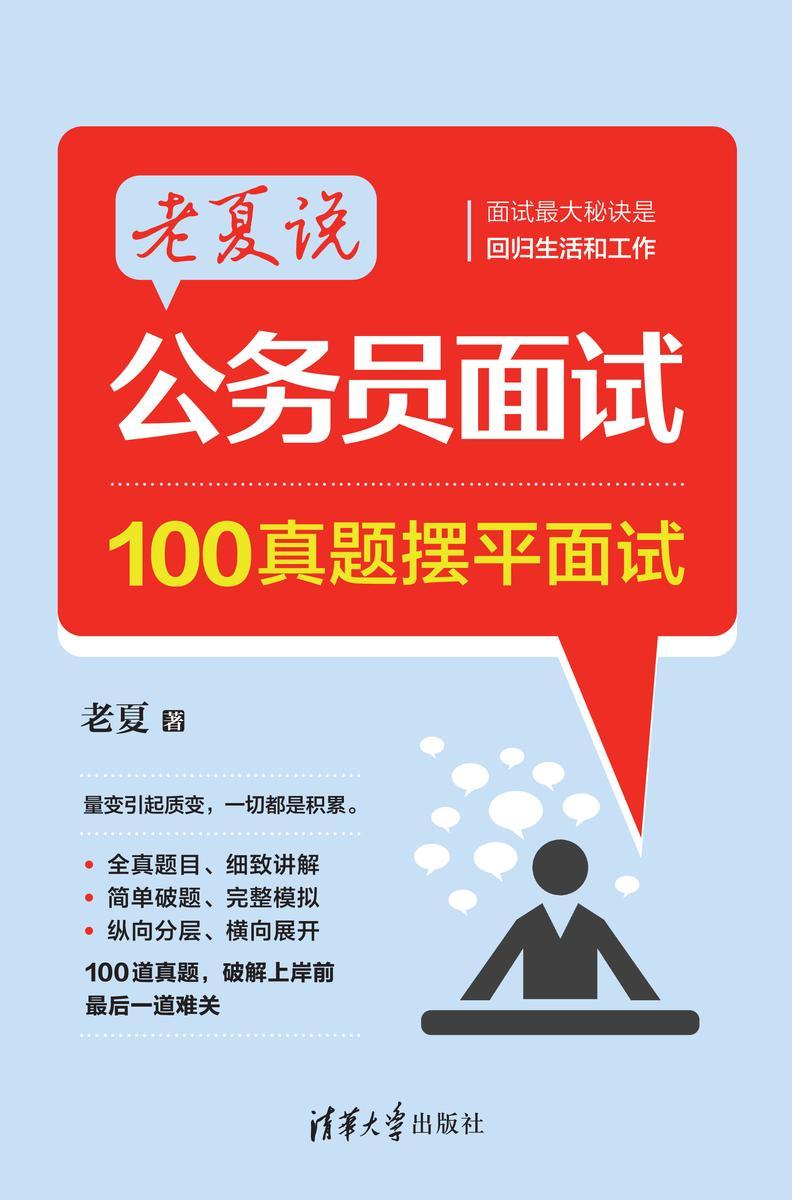 老夏说
面试最大秘诀是
回归生活和工作
公务员面试
100真题摆平面试
老夏 著
量变引起质变，一切都是积累。
• 全真题目、细致讲解
• 简单破题、完整模拟
• 纵向分层、横向展开
100道真题，破解上岸前
最后一道难关
清华大学出版社